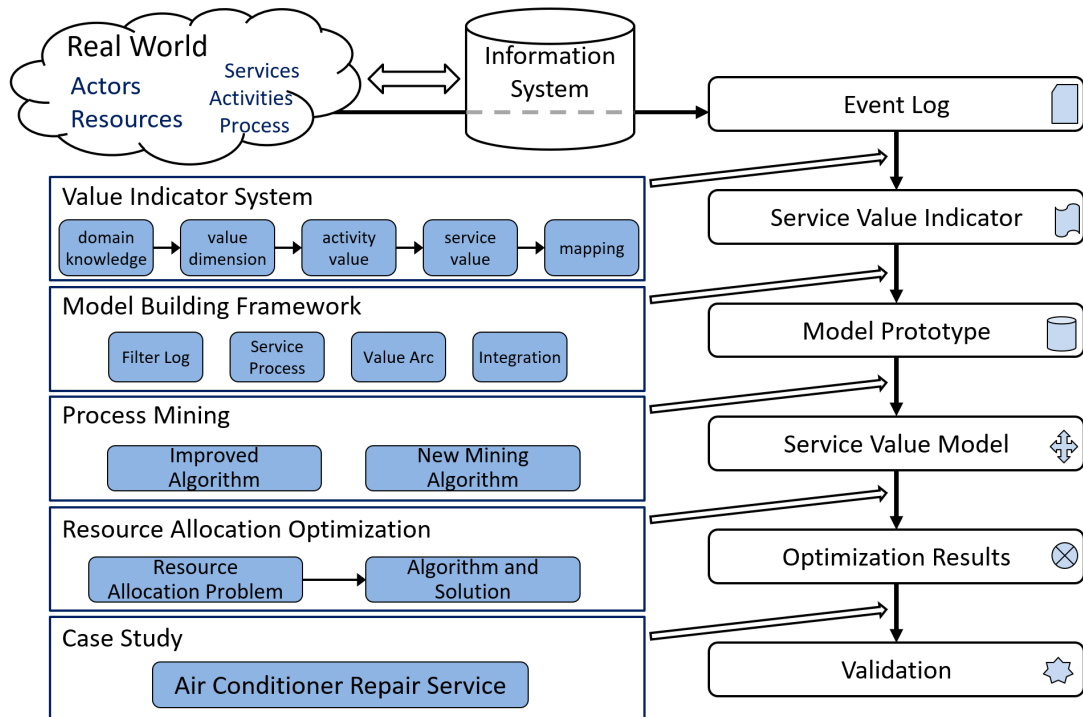 Real World
Actors
Resources
Services
Activities
Process
Information
System
Event Log
Value Indicator System
domain
knowledge
value
dimension
activity
value
service
value
mapping
Service Value Indicator
Model Building Framework
Filter Log
Service
Process
Value Arc
Integration
Model Prototype
Process Mining
Improved
Algorithm
New Mining
Algorithm
Service Value Model
Resource Allocation Optimization
Resource
Allocation Problem
Algorithm and
Solution
Optimization Results
Case Study
Air Conditioner Repair Service
Validation